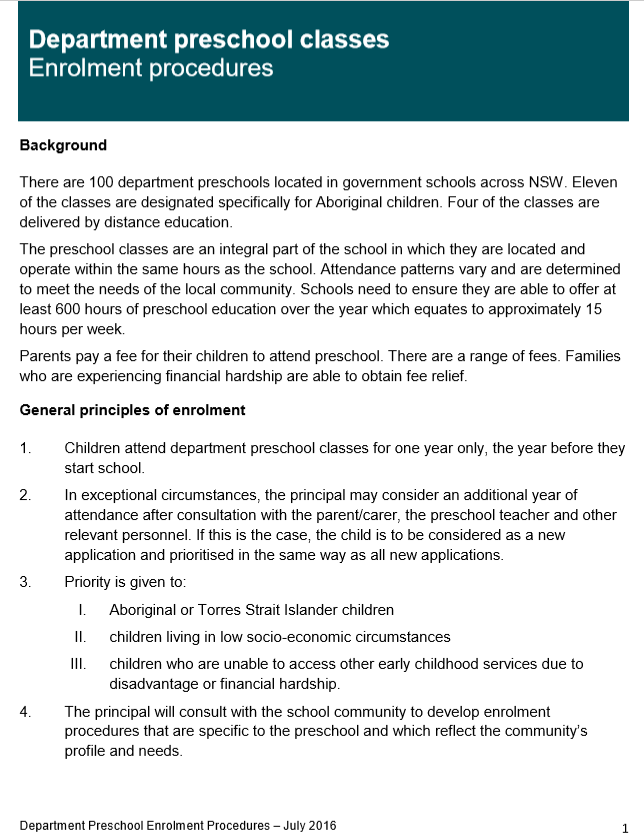 Department preschool classes
Enrolment procedures
Background
There are 100 department preschools located in government schools across NSW. Eleven
of the classes are designated specifically for Aboriginal children. Four of the classes are
delivered by distance education.
The preschool classes are an integral part of the school in which they are located and
operate within the same hours as the school. Attendance patterns vary and are determined
to meet the needs of the local community. Schools need to ensure they are able to offer at
least 600 hours of preschool education over the year which equates to approximately 15
hours per week.
Parents pay a fee for their children to attend preschool. There are a range of fees. Families
who are experiencing financial hardship are able to obtain fee relief.
General principles of enrolment
1. Children attend department preschool classes for one year only, the year before they
start school.
2. In exceptional circumstances, the principal may consider an additional year of
attendance after consultation with the parent/carer, the preschool teacher and other
relevant personnel. If this is the case, the child is to be considered as a new
application and prioritised in the same way as all new applications.
3. Priority is given to:
I. Aboriginal or Torres Strait Islander children
II. children living in low socio-economic circumstances
III. children who are unable to access other early childhood services due to
disadvantage or financial hardship.
4. The principal will consult with the school community to develop enrolment
procedures that are specific to the preschool and which reflect the community's
profile and needs.
Department Preschool Enrolment Procedures – July 2016 1